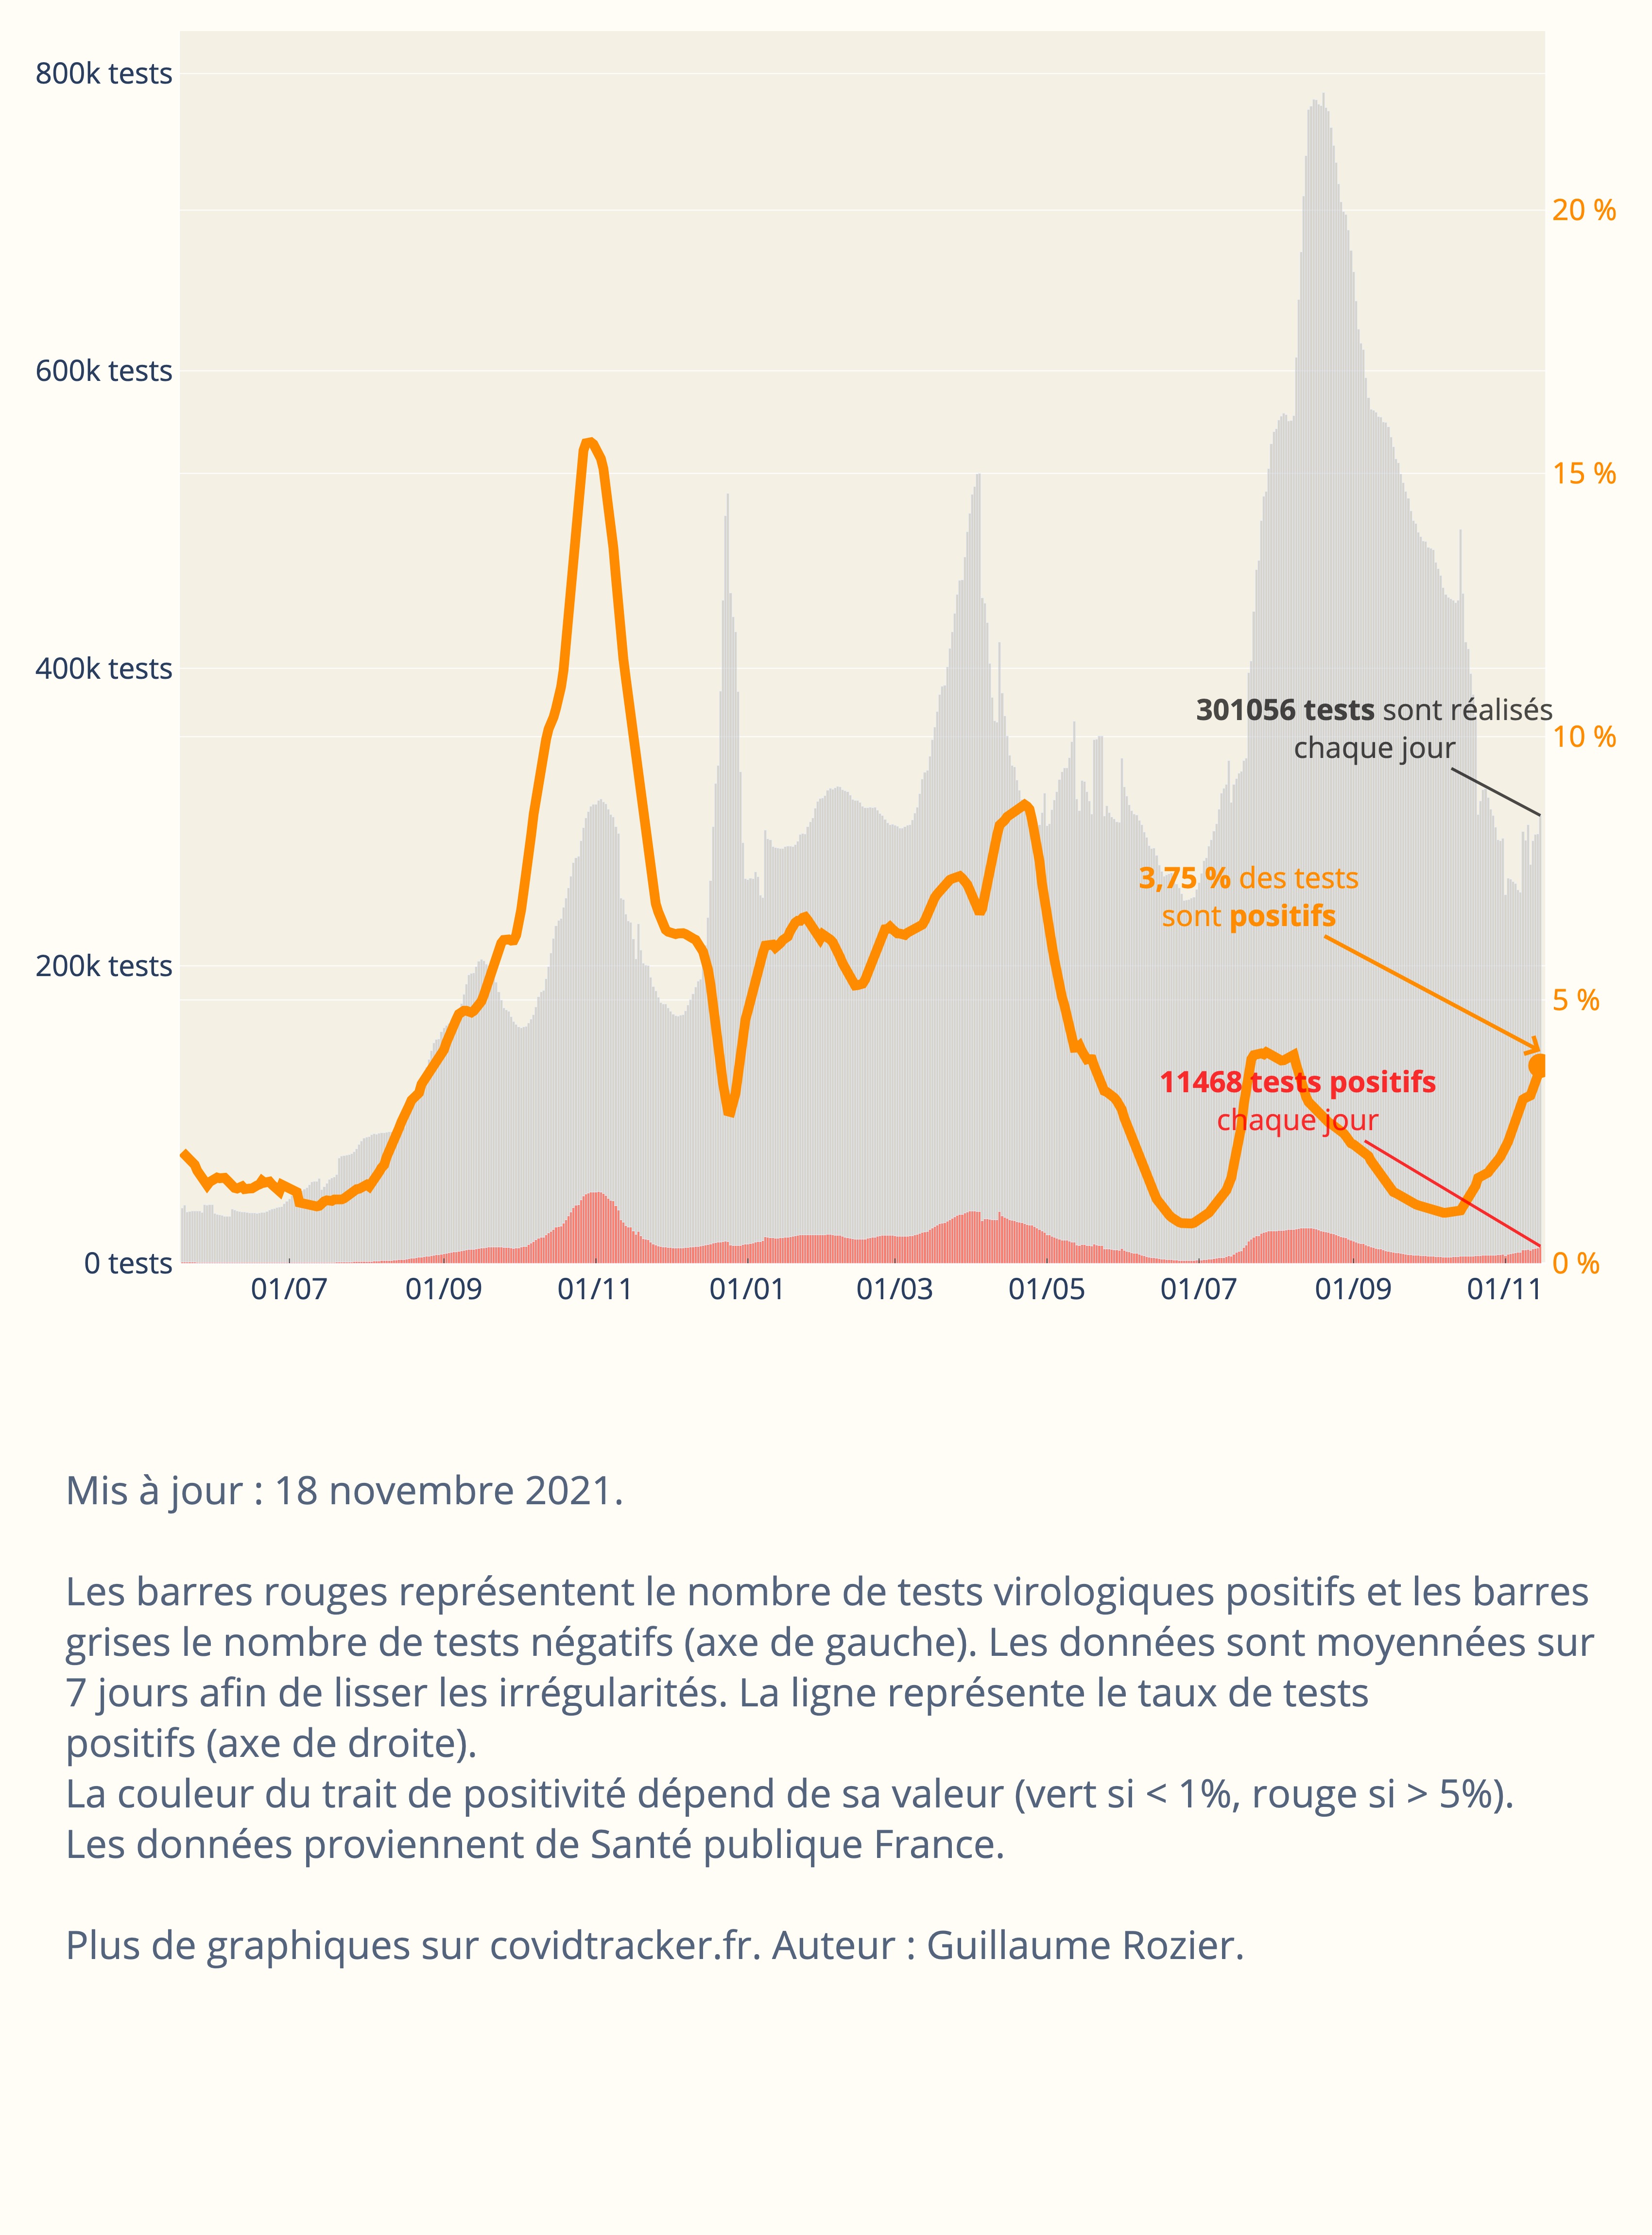 800k tests
600k tests
400k tests
200k tests
0 tests
20 %
15 %
10 %
5 %
0 %
301056 tests sont réalisés
chaque jour
3,75 % des tests
sont positifs
11468 tests positifs
chaque jour
01/07
01/09
01/11
01/01
01/03
01/05
01/07
01/09
01/11
Mis à jour : 18 novembre 2021.
Les barres rouges représentent le nombre de tests virologiques positifs et les barres
grises le nombre de tests négatifs (axe de gauche). Les données sont moyennées sur
7 jours afin de lisser les irrégularités. La ligne représente le taux de tests
positifs (axe de droite).
La couleur du trait de positivité dépend de sa valeur (vert si < 1%, rouge si > 5%).
Les données proviennent de Santé publique France.
Plus de graphiques sur covidtracker.fr. Auteur : Guillaume Rozier.